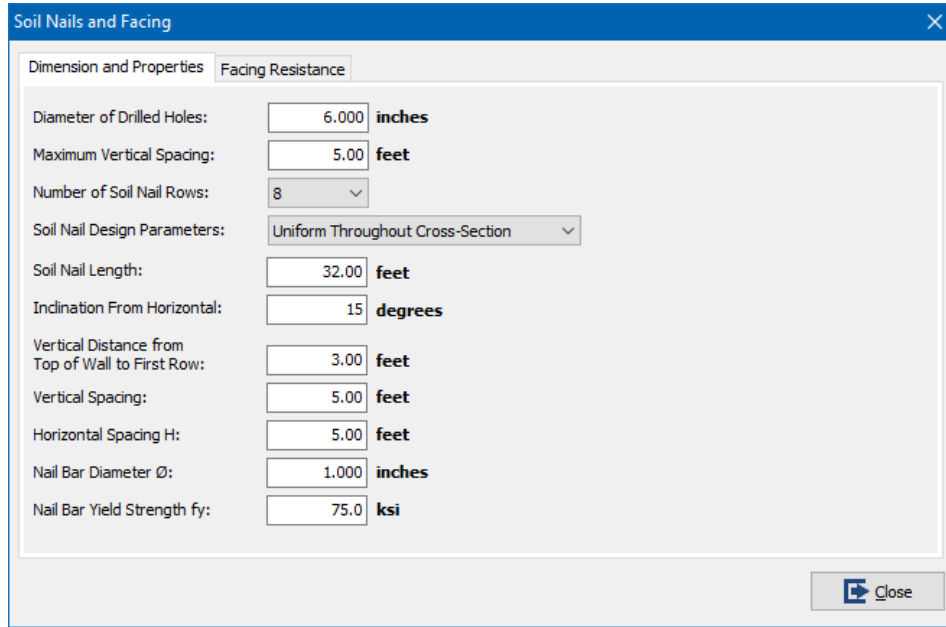 Soil Nails and Facing
Dimension and Properties Facing Resistance
Diameter of Drilled Holes: 6.000 inches
Maximum Vertical Spacing: 5.00 feet
Number of Soil Nail Rows: 8
Soil Nail Design Parameters: Uniform Throughout Cross-Section
Soil Nail Length: 32.00 feet
Inclination From Horizontal: 15 degrees
Vertical Distance from
Top of Wall to First Row: 3.00 feet
Vertical Spacing: 5.00 feet
Horizontal Spacing H: 5.00 feet
Nail Bar Diameter Ø: 1.000 inches
Nail Bar Yield Strength fy: 75.0 ksi
Close